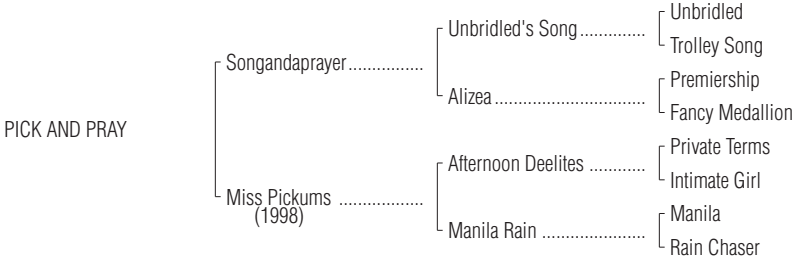 Unbridled
Unbridled's Song..............
Trolley Song
Songandaprayer................
Premiership
Alizea................................
Fancy Medallion
PICK AND PRAY
Private Terms
Afternoon Deelites ............
Intimate Girl
Miss Pickums ..................
(1998)
Manila
Manila Rain ......................
Rain Chaser